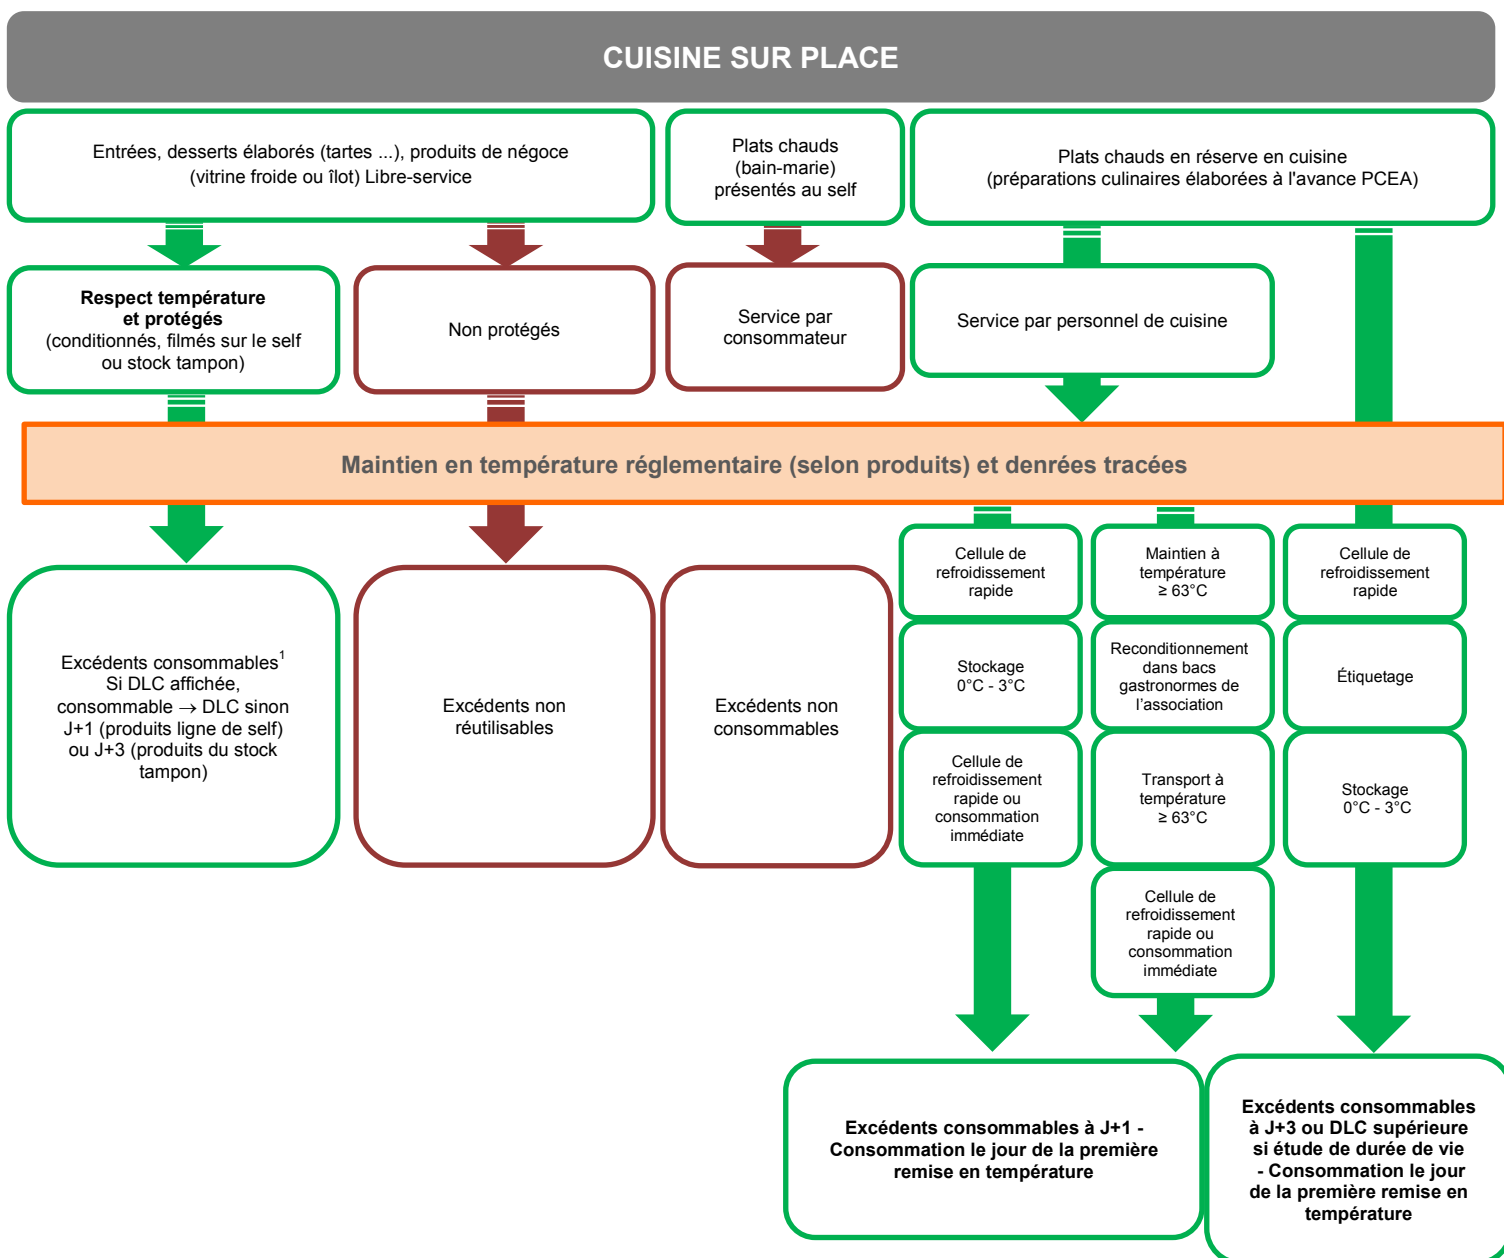 CUISINE SUR PLACE
Entrées, desserts élaborés (tartes ...), produits de négoce
(vitrine froide ou îlot) Libre-service
Plats chauds
(bain-marie)
présentés au self
Plats chauds en réserve en cuisine
(préparations culinaires élaborées à l'avance PCEA)
Respect température
et protégés
(conditionnés, filmés sur le self
ou stock tampon)
Non protégés
Service par
consommateur
Service par personnel de cuisine
Maintien en température réglementaire (selon produits) et denrées tracées
Excédents consommables¹
Si DLC affichée,
consommable → DLC sinon
J+1 (produits ligne de self)
ou J+3 (produits du stock
tampon)
Excédents non
réutilisables
Excédents non
consommables
Cellule de
refroidissement
rapide
Stockage
0°C - 3°C
Cellule de
refroidissement
rapide ou
consommation
immédiate
Maintien à
température
≥ 63°C
Reconditionnement
dans bacs
gastronormes de
l’association
Transport à
température
≥ 63°C
Cellule de
refroidissement
rapide ou
consommation
immédiate
Cellule de
refroidissement
rapide
Étiquetage
Stockage
0°C - 3°C
Excédents consommables à J+1 -
Consommation le jour de la première
remise en température
Excédents consommables
à J+3 ou DLC supérieure
si étude de durée de vie
- Consommation le jour
de la première remise en
température